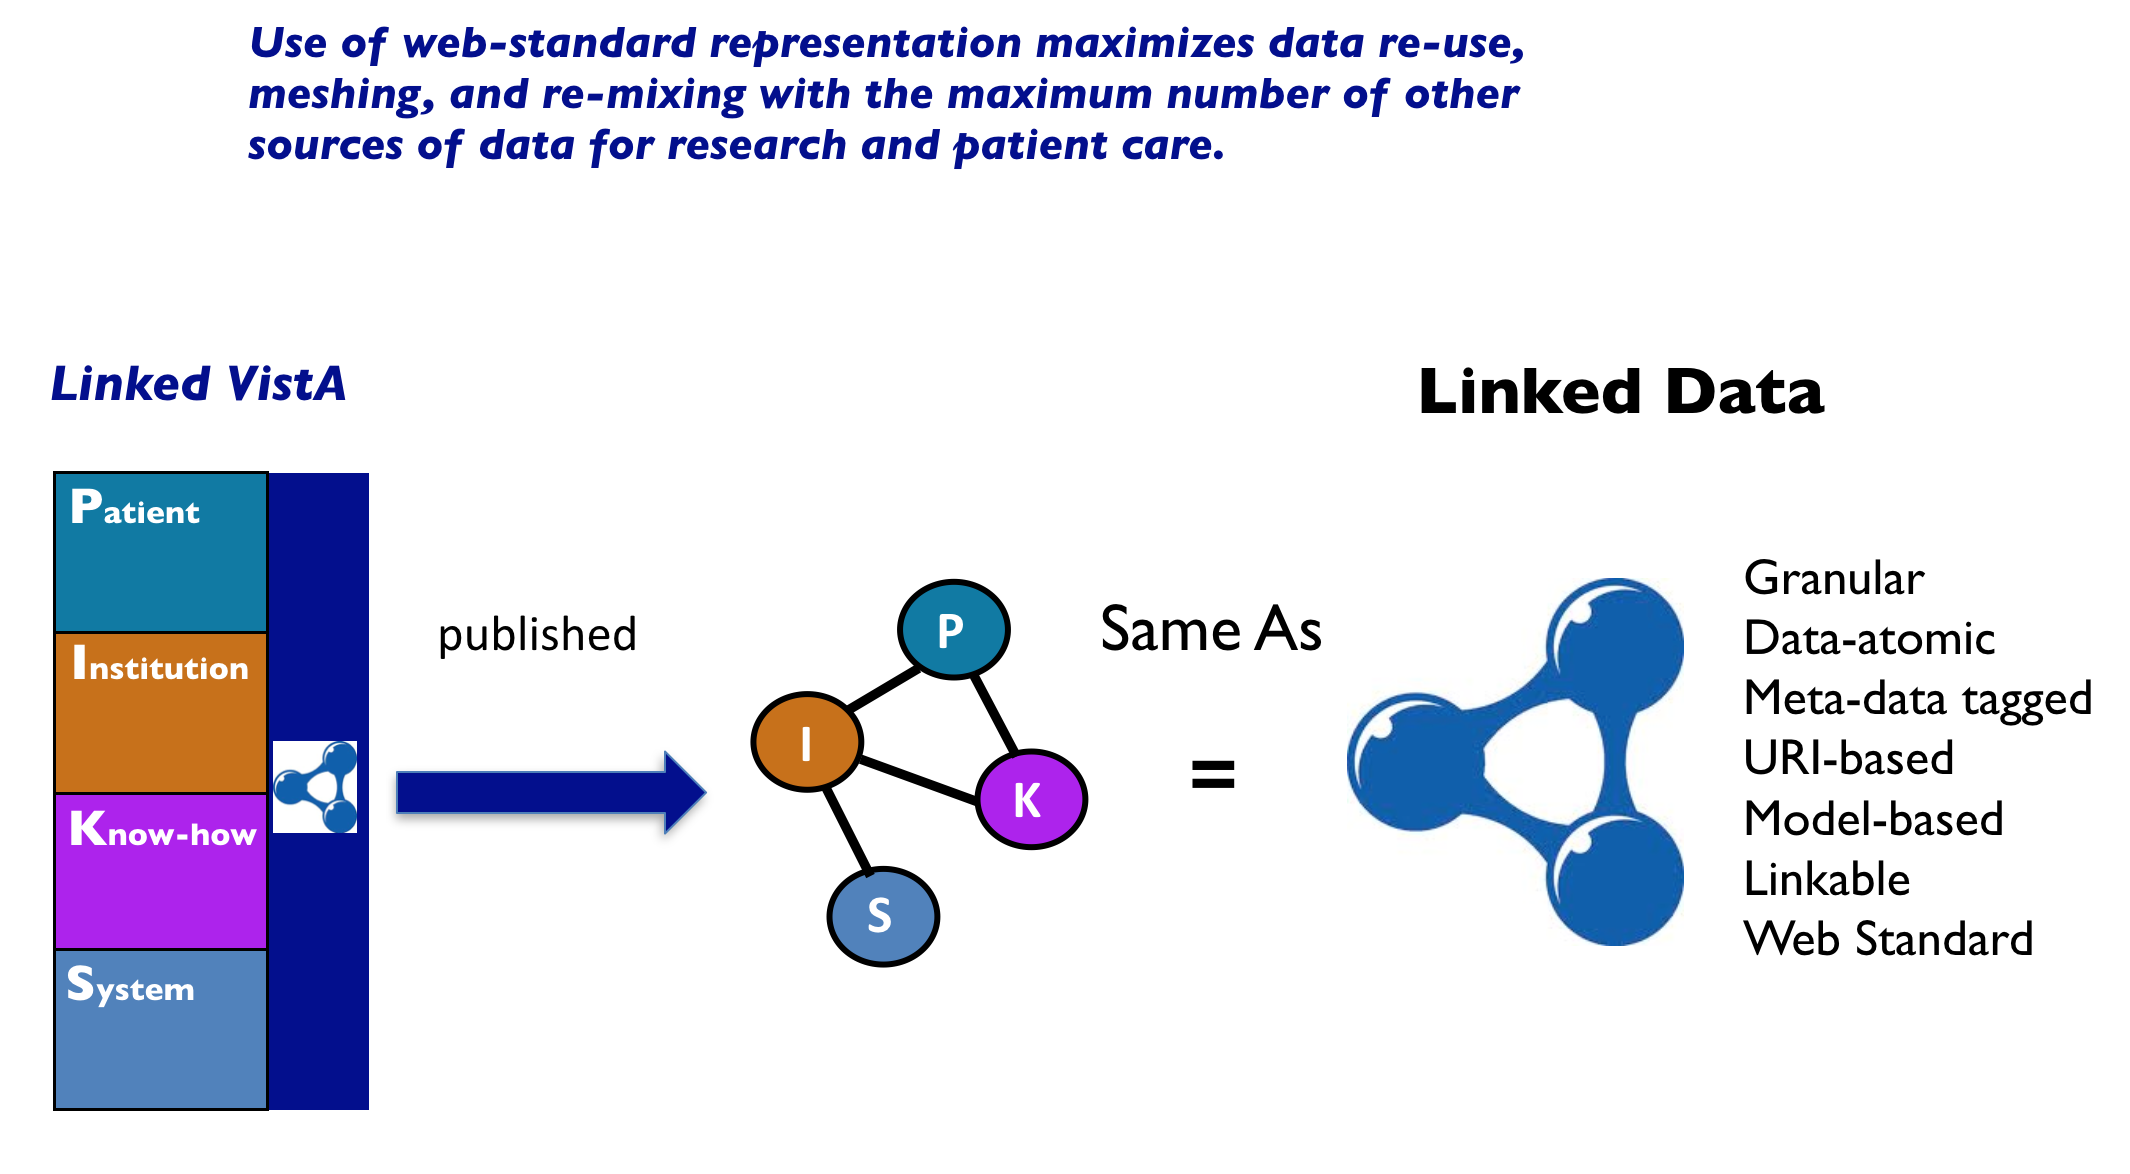 Use of web-standard representation maximizes data re-use,
meshing, and re-mixing with the maximum number of other
sources of data for research and patient care.
Linked VistA
Linked Data
Patient
Institution
Know-how
System
published
P
I
K
S
Same As
=
Granular
Data-atomic
Meta-data tagged
URI-based
Model-based
Linkable
Web Standard